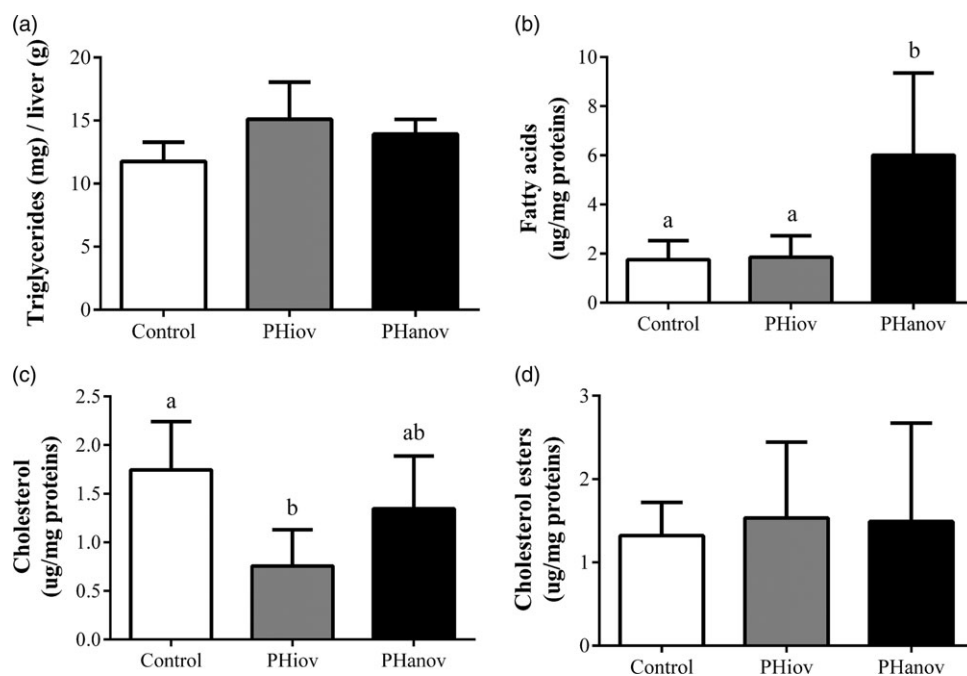 (a)
Triglycerides (mg) / liver (g)
20
15
10
5
0
Control PHiov PHanov
(b)
Fatty acids
(ug/mg proteins)
10
8
6
4
2
0
a a b
Control PHiov PHanov
(c)
Cholesterol
(ug/mg proteins)
2.5
2.0
1.5
1.0
0.5
0.0
a b ab
Control PHiov PHanov
(d)
Cholesterol esters
(ug/mg proteins)
3
2
1
0
Control PHiov PHanov